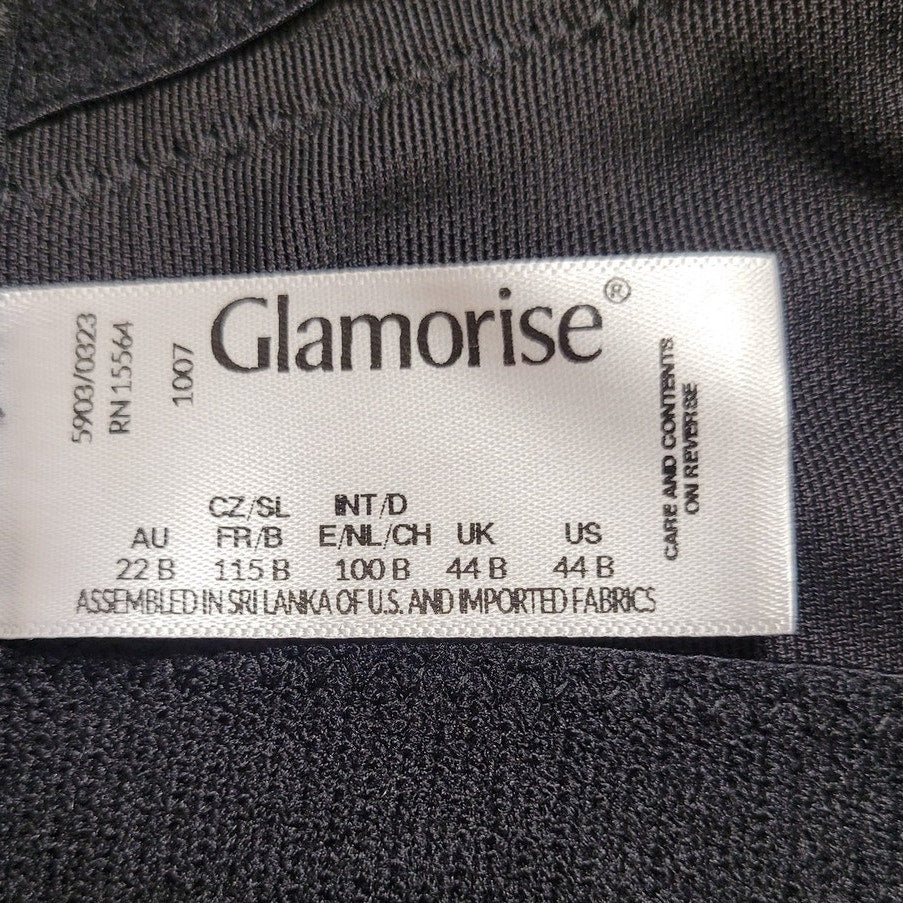 5903/0323
RN 15564
1007
Glamorise®
CZ/SL INT/D
AU FR/B E/NL/CH UK US
22 B 115 B 100 B 44 B 44 B
ASSEMBLED IN SRI LANKA OF U.S. AND IMPORTED FABRICS
CARE AND CONTENTS
ON REVERSE